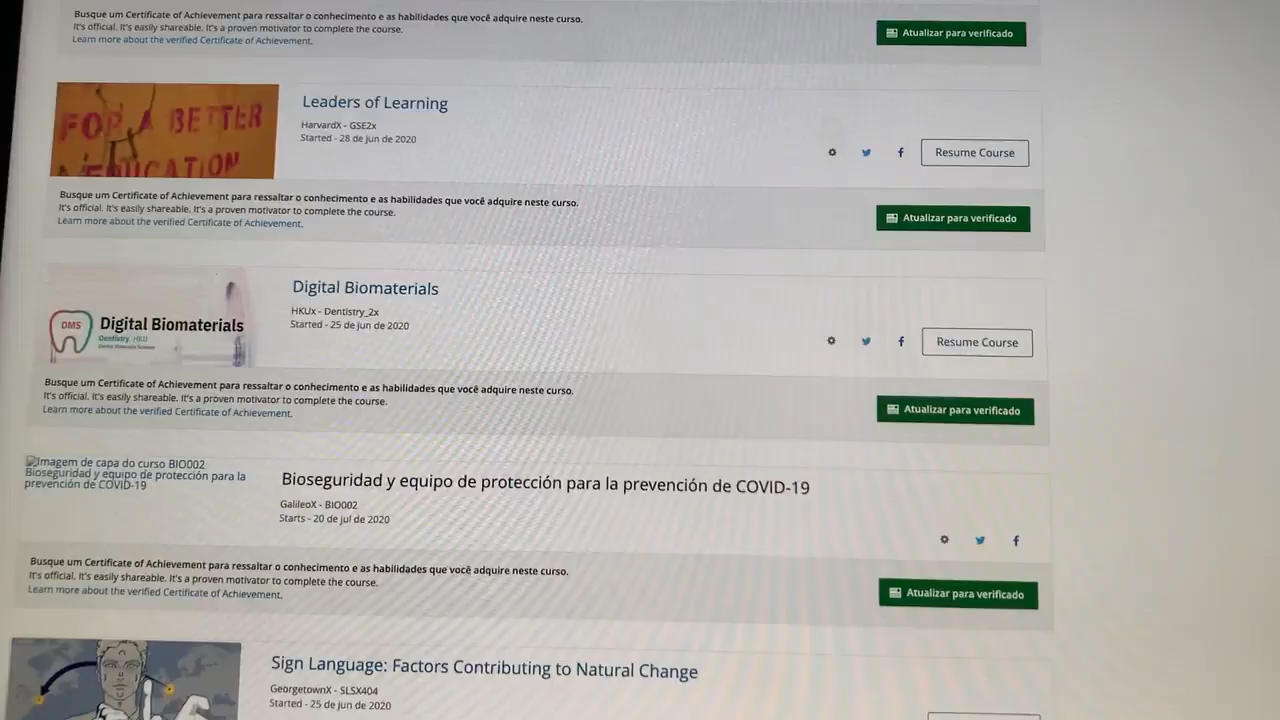 Busque um Certificate of Achievement para ressaltar o conhecimento e as habilidades que você adquire neste curso.
It's official. It's easily shareable. It's a proven motivator to complete the course.
Learn more about the verified Certificate of Achievement.
Atualizar para verificado
FOR A BETTER
EDUCATION
Leaders of Learning
HarvardX - GSE2x
Started - 28 de jun de 2020
Resume Course
Busque um Certificate of Achievement para ressaltar o conhecimento e as habilidades que você adquire neste curso.
It's official. It's easily shareable. It's a proven motivator to complete the course.
Learn more about the verified Certificate of Achievement.
Atualizar para verificado
DMS
Digital Biomaterials
Dentistry HKU
Digital Biomaterials
HKUx - Dentistry_2x
Started - 25 de jun de 2020
Resume Course
Busque um Certificate of Achievement para ressaltar o conhecimento e as habilidades que você adquire neste curso.
It's official. It's easily shareable. It's a proven motivator to complete the course.
Learn more about the verified Certificate of Achievement.
Atualizar para verificado
Imagem de capa do curso BIO002
Bioseguridad y equipo de protección para la
prevención de COVID-19
Bioseguridad y equipo de protección para la prevención de COVID-19
GalileoX - BIO002
Starts - 20 de jul de 2020
Busque um Certificate of Achievement para ressaltar o conhecimento e as habilidades que você adquire neste curso.
It's official. It's easily shareable. It's a proven motivator to complete the course.
Learn more about the verified Certificate of Achievement.
Atualizar para verificado
Sign Language: Factors Contributing to Natural Change
GeorgetownX - SLSX404
Started - 25 de jun de 2020